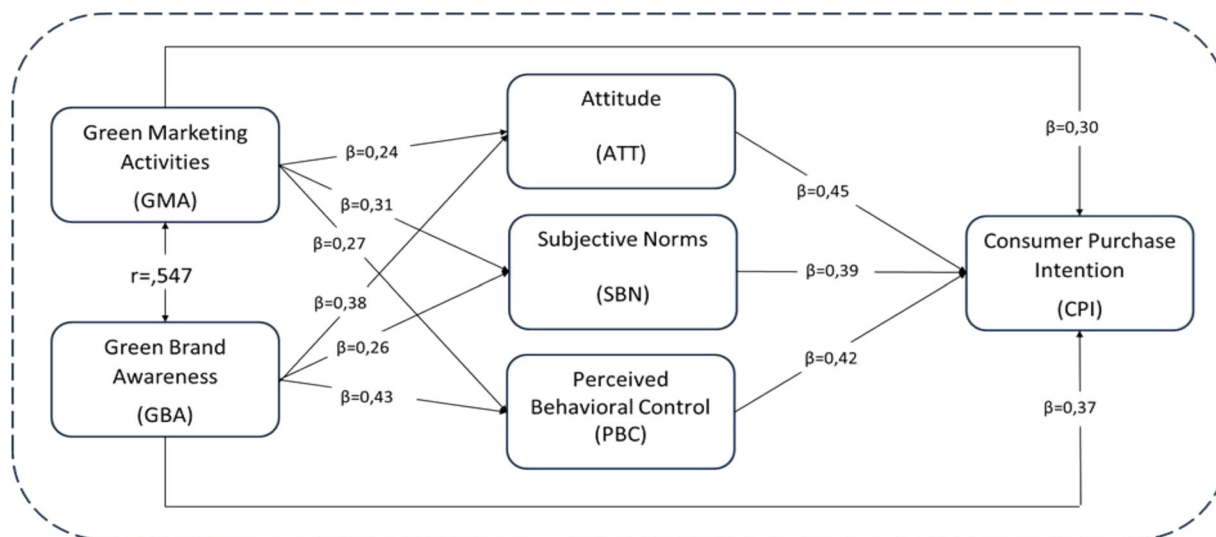 Green Marketing
Activities
(GMA)
r=,547
Green Brand
Awareness
(GBA)
β=0,24
β=0,31
β=0,27
β=0,38
β=0,26
β=0,43
Attitude
(ATT)
Subjective Norms
(SBN)
Perceived
Behavioral Control
(PBC)
β=0,45
β=0,39
β=0,42
β=0,30
Consumer Purchase
Intention
(CPI)
β=0,37